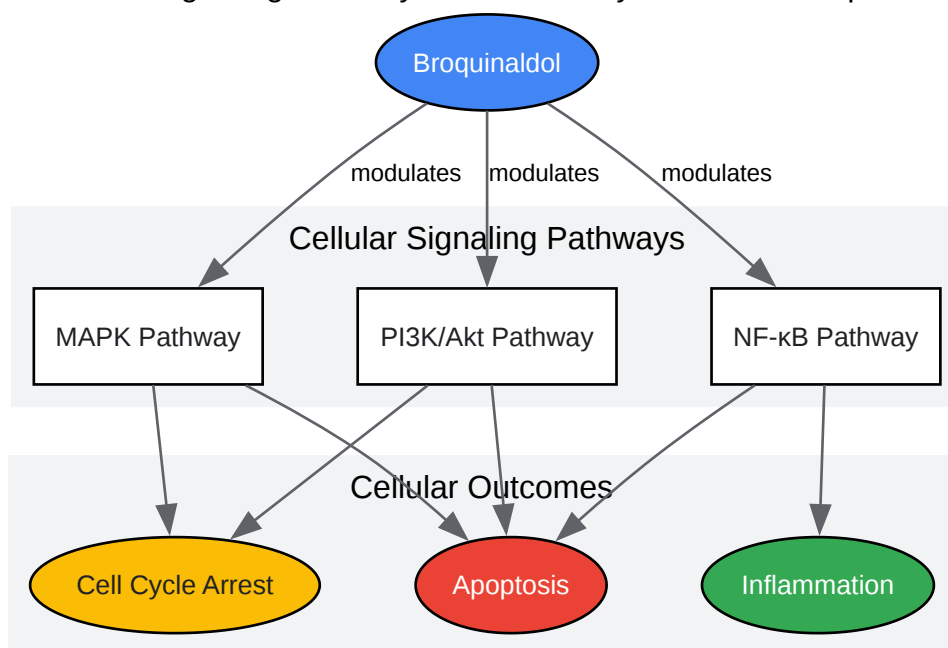 Broquinaldol
modulates modulates modulates
Cellular Signaling Pathways
MAPK Pathway PI3K/Akt Pathway NF-κB Pathway
Cellular Outcomes
Cell Cycle Arrest Apoptosis Inflammation